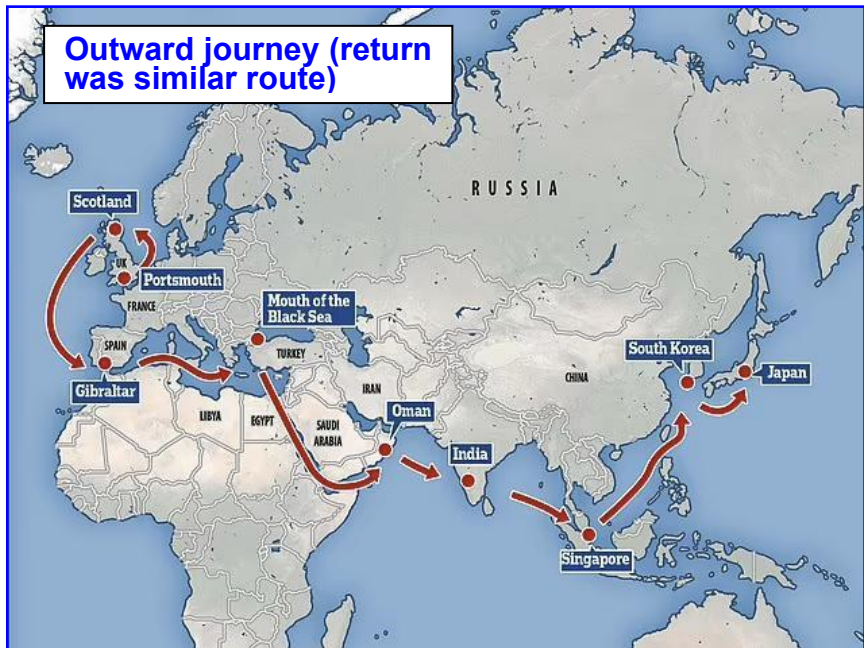 Outward journey (return
was similar route)
RUSSIA
Scotland
UK
Portsmouth
FRANCE
Mouth of the
Black Sea
SPAIN
TURKEY
South Korea
Japan
Gibraltar
CHINA
IRAN
LIBYA
EGYPT
SAUDI
ARABIA
Oman
India
Singapore